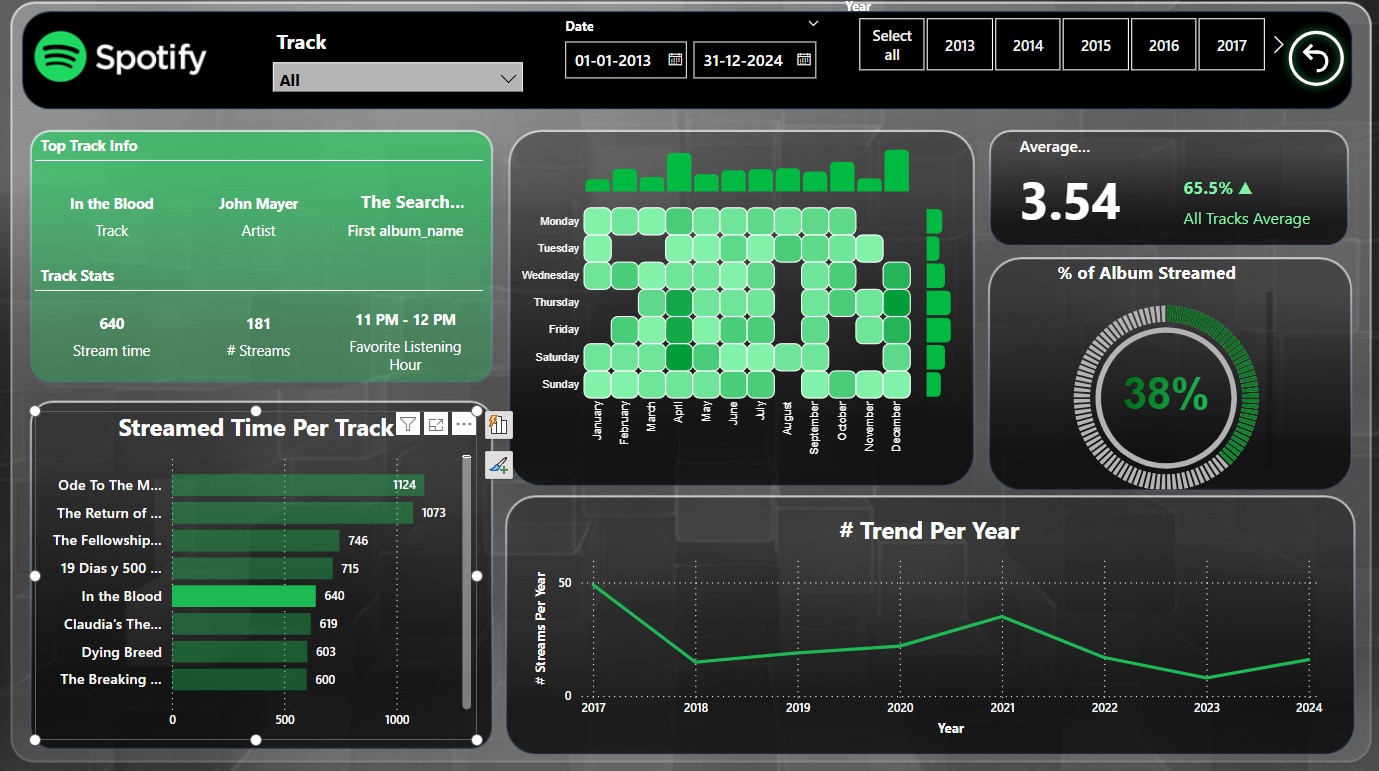 Year
Spotify
Track
All
Date
01-01-2013
31-12-2024
Select all
2013
2014
2015
2016
2017
Top Track Info
In the Blood
Track
John Mayer
Artist
The Search...
First album_name
Track Stats
640
Stream time
181
# Streams
11 PM - 12 PM
Favorite Listening
Hour
Monday
Tuesday
Wednesday
Thursday
Friday
Saturday
Sunday
January
February
March
April
May
June
July
August
September
October
November
December
Average...
3.54
65.5%
All Tracks Average
% of Album Streamed
38%
Streamed Time Per Track
Ode To The M... 1124
The Return of ... 1073
The Fellowship... 746
19 Dias y 500 ... 715
In the Blood 640
Claudia's The... 619
Dying Breed 603
The Breaking ... 600
0 500 1000
# Trend Per Year
# Streams Per Year
50
0
2017 2018 2019 2020 2021 2022 2023 2024
Year